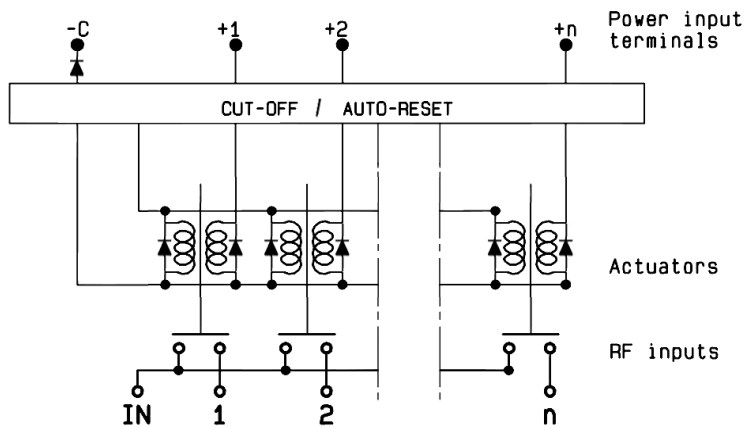 -C +1 +2 +n Power input
terminals
CUT-OFF / AUTO-RESET
Actuators
RF inputs
IN 1 2 n